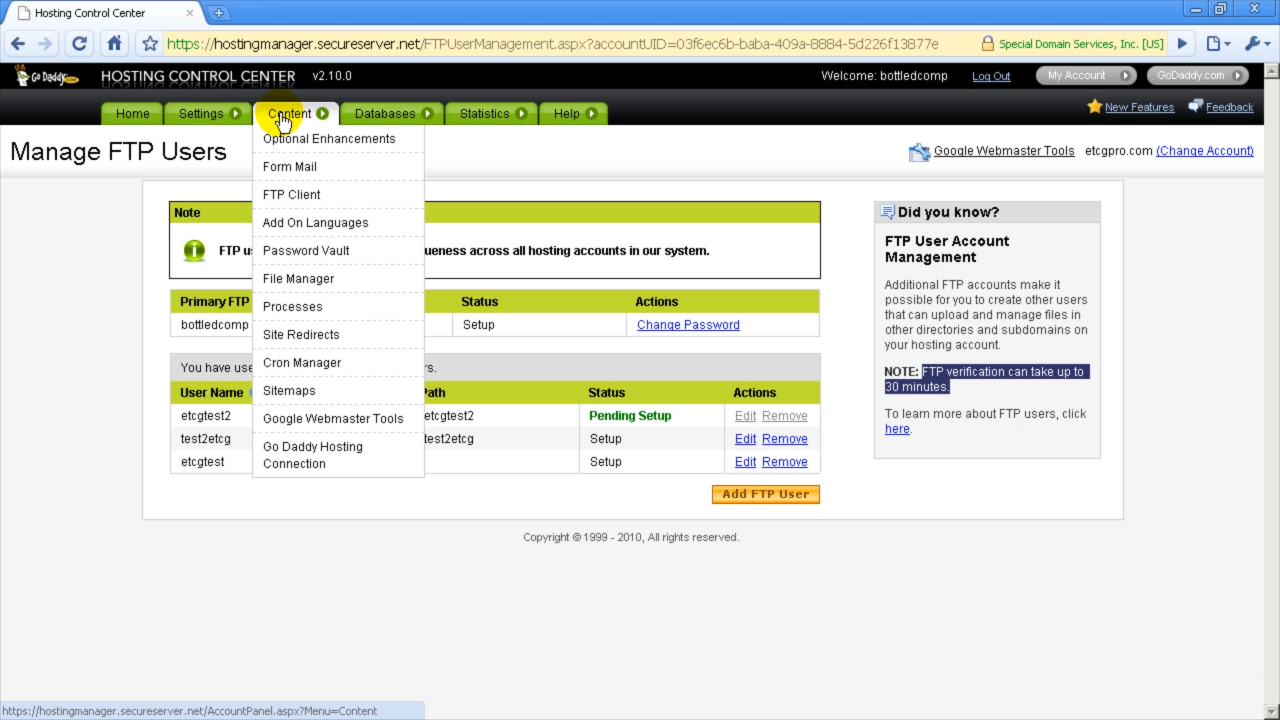 Hosting Control Center
https://hostingmanager.secureserver.net/FTPUserManagement.aspx?accountUID=03f6ec6b-baba-409a-8884-5d226f13877e
Special Domain Services, Inc. [US]
Go Daddy.com HOSTING CONTROL CENTER v2.10.0
Welcome: bottledcomp Log Out My Account GoDaddy.com
Home Settings Content Databases Statistics Help
New Features Feedback
Manage FTP Users
Google Webmaster Tools etcgpro.com (Change Account)
Optional Enhancements
Form Mail
FTP Client
Add On Languages
Password Vault
File Manager
Processes
Site Redirects
Cron Manager
Sitemaps
Google Webmaster Tools
Go Daddy Hosting
Connection
Note
FTP us
ueness across all hosting accounts in our system.
Primary FTP Status Actions
bottledcomp Setup Change Password
You have use rs.
User Name Path Status Actions
etcgtest2 etcgtest2 Pending Setup Edit Remove
test2etcg test2etcg Setup Edit Remove
etcgtest Setup Edit Remove
Add FTP User
Did you know?
FTP User Account
Management
Additional FTP accounts make it
possible for you to create other users
that can upload and manage files in
other directories and subdomains on
your hosting account.
NOTE: FTP verification can take up to
30 minutes.
To learn more about FTP users, click
here.
Copyright © 1999 - 2010, All rights reserved.
https://hostingmanager.secureserver.net/AccountPanel.aspx?Menu=Content